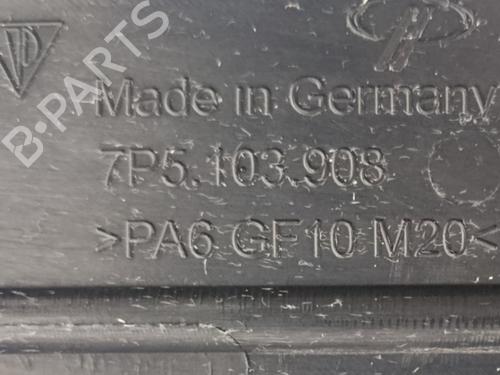 B-PARTS
Made in Germany
7P5.103.908
>PA6 GF10 M20<